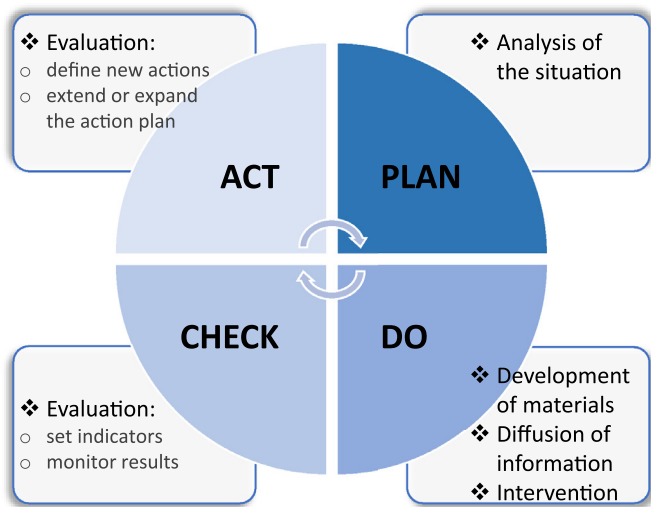 ❖ Evaluation:
○ define new actions
○ extend or expand
the action plan
❖ Analysis of
the situation
ACT
PLAN
CHECK
DO
❖ Evaluation:
○ set indicators
○ monitor results
❖ Development
of materials
❖ Diffusion of
information
❖ Intervention